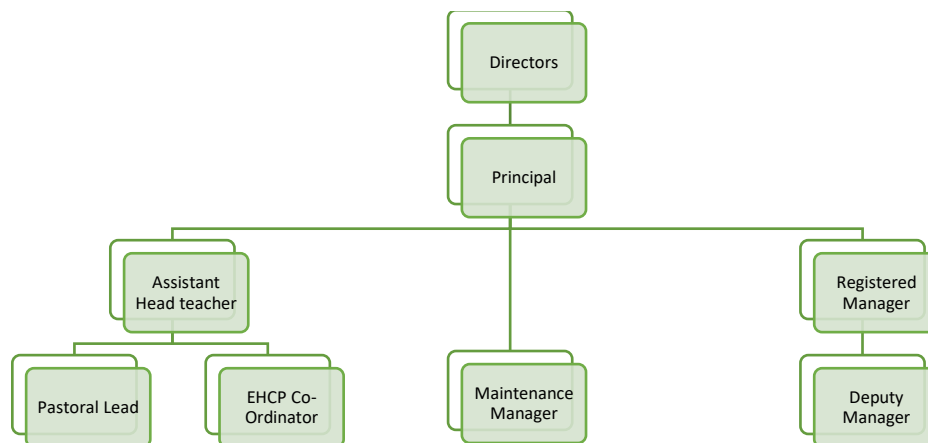 Directors
Principal
Assistant
Head teacher
Registered
Manager
Pastoral Lead
EHCP Co-
Ordinator
Maintenance
Manager
Deputy
Manager